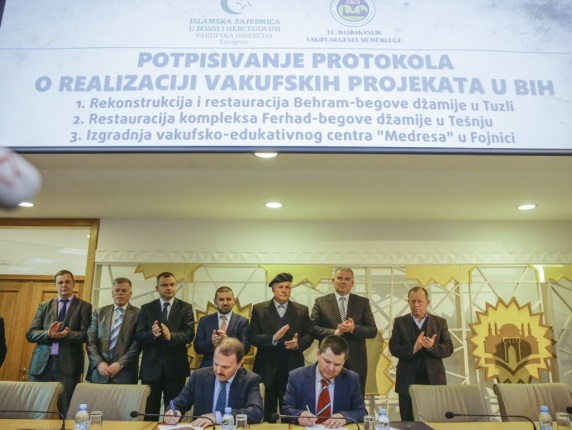 ISLAMSKA ZAJEDNICA
U BOSNI I HERCEGOVINI
VAKUFSKA DIREKCIJA
Sarajevo
T.C. BAŞBAKANLIK
VAKIFLAR GENEL MÜDÜRLÜĞÜ
POTPISIVANJE PROTOKOLA
O REALIZACIJI VAKUFSKIH PROJEKATA U BIH
1. Rekonstrukcija i restauracija Behram-begove džamije u Tuzli
2. Restauracija kompleksa Ferhad-begove džamije u Tešnju
3. Izgradnja vakufsko-edukativnog centra "Medresa" u Fojnici